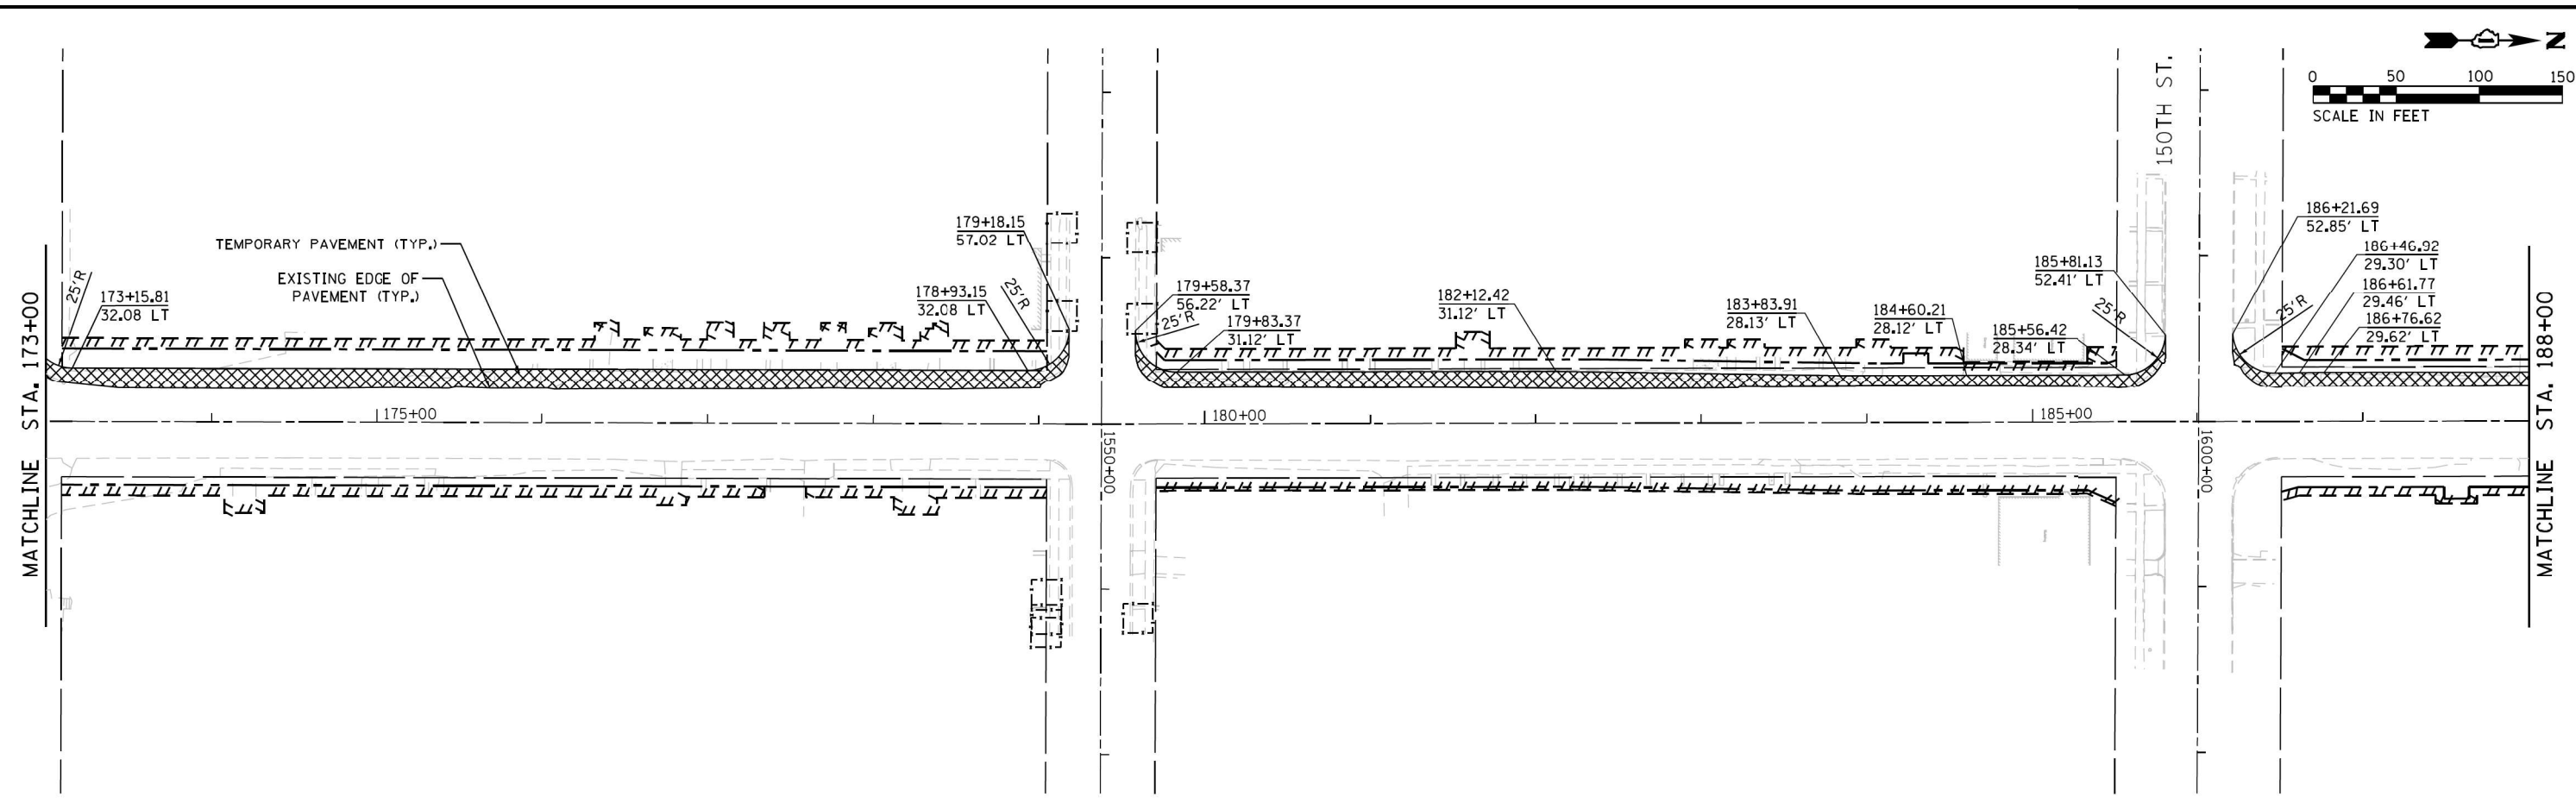 N
0 50 100 150
SCALE IN FEET
150TH ST.
MATCHLINE STA. 173+00
TEMPORARY PAVEMENT (TYP.)
EXISTING EDGE OF
PAVEMENT (TYP.)
25'R
173+15.81
32.08 LT
178+93.15
32.08 LT
25'R
179+18.15
57.02 LT
179+58.37
56.22' LT
25'R
179+83.37
31.12' LT
182+12.42
31.12' LT
183+83.91
28.13' LT
184+60.21
28.12' LT
185+56.42
28.34' LT
185+81.13
52.41' LT
25'R
186+21.69
52.85' LT
25'R
186+46.92
29.30' LT
186+61.77
29.46' LT
186+76.62
29.62' LT
175+00
180+00
185+00
1550+00
1600+00
MATCHLINE STA. 188+00